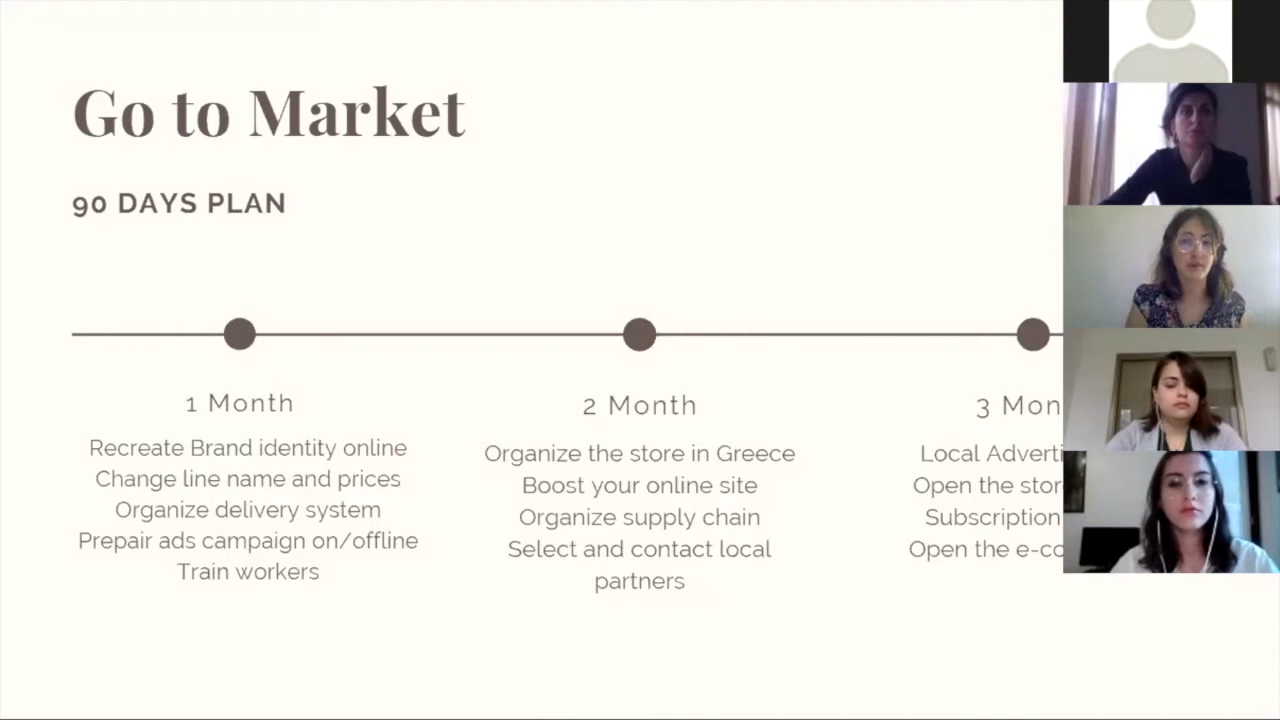 Go to Market
90 DAYS PLAN
1 Month
Recreate Brand identity online
Change line name and prices
Organize delivery system
Prepair ads campaign on/offline
Train workers
2 Month
Organize the store in Greece
Boost your online site
Organize supply chain
Select and contact local
partners
3 Mon
Local Adverti
Open the stor
Subscription
Open the e-co